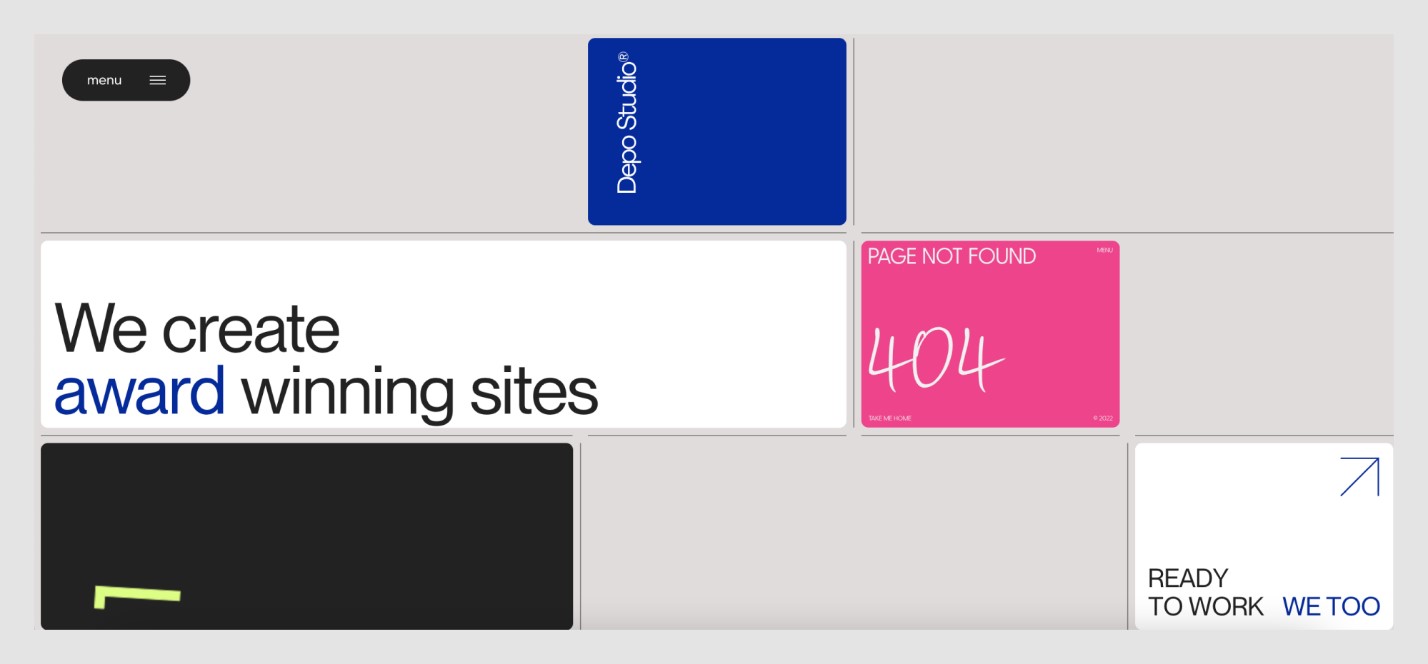 menu
Depo Studio®
We create
award winning sites
PAGE NOT FOUND
MENU
404
TAKE ME HOME
© 2022
READY
TO WORK WE TOO